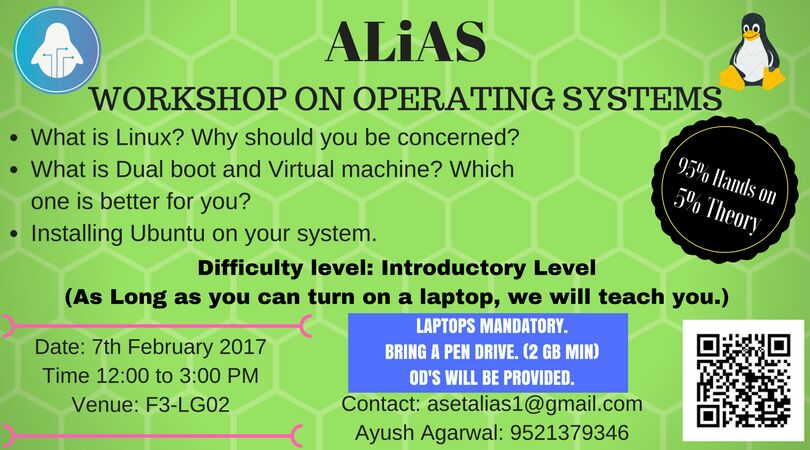 ALiAS
WORKSHOP ON OPERATING SYSTEMS
• What is Linux? Why should you be concerned?
• What is Dual boot and Virtual machine? Which
one is better for you?
• Installing Ubuntu on your system.
95% Hands on
5% Theory
Difficulty level: Introductory Level
(As Long as you can turn on a laptop, we will teach you.)
Date: 7th February 2017
Time 12:00 to 3:00 PM
Venue: F3-LG02
LAPTOPS MANDATORY.
BRING A PEN DRIVE. (2 GB MIN)
OD'S WILL BE PROVIDED.
Contact: asetalias1@gmail.com
Ayush Agarwal: 9521379346